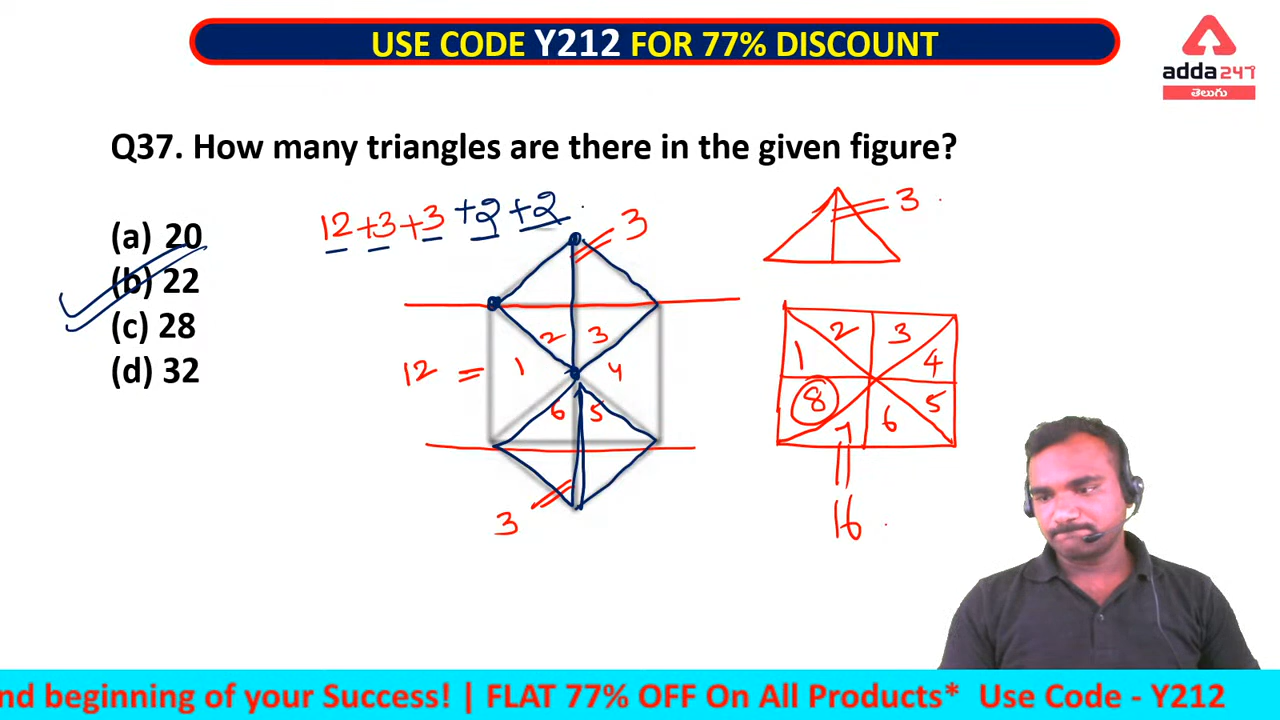 USE CODE Y212 FOR 77% DISCOUNT
adda247
తెలుగు
Q37. How many triangles are there in the given figure?
(a) 20
(b) 22
(c) 28
(d) 32
12+3+3+2+2
3
2 3
12 = 1 4
6 5
3
3
2 3
1 4
8 5
7 6
16
nd beginning of your Success! | FLAT 77% OFF On All Products* Use Code - Y212